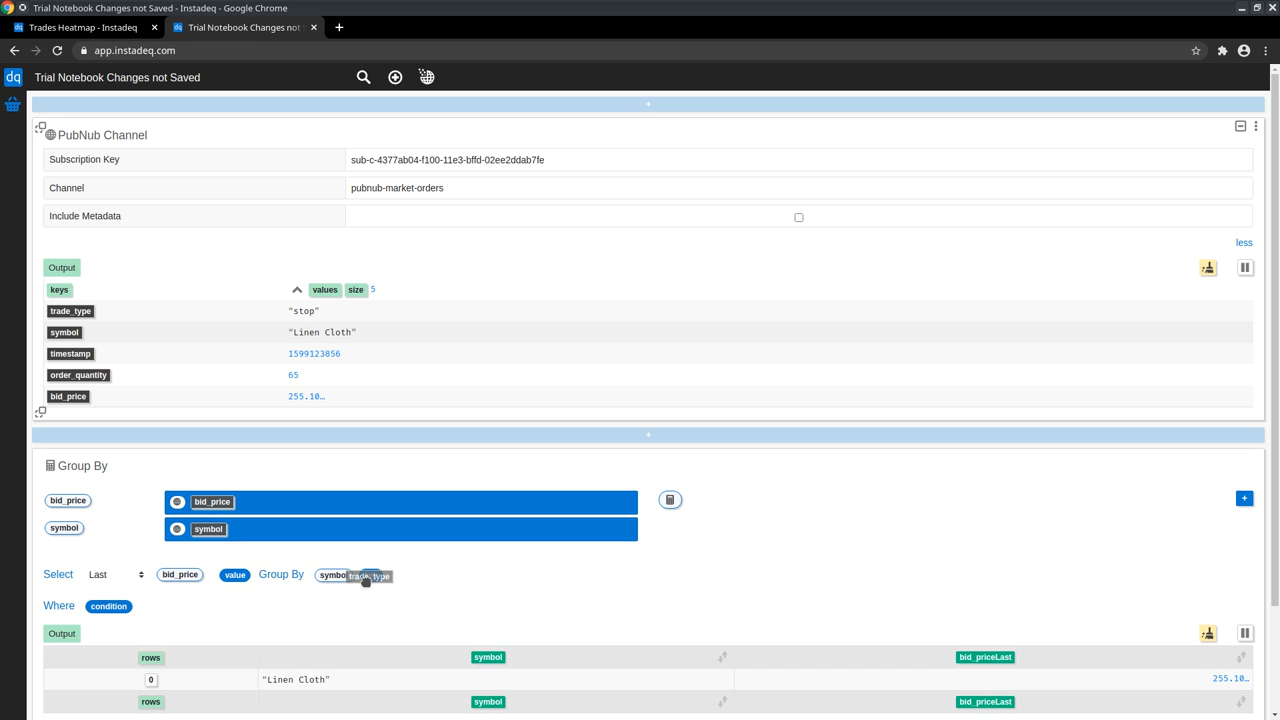 Trial Notebook Changes not Saved - Instadeq - Google Chrome
dq Trades Heatmap - Instadeq
dq Trial Notebook Changes not
app.instadeq.com
dq Trial Notebook Changes not Saved
+
PubNub Channel
Subscription Key sub-c-4377ab04-f100-11e3-bffd-02ee2ddab7fe
Channel pubnub-market-orders
Include Metadata
less
Output
keys values size 5
trade_type “stop”
symbol “Linen Cloth”
timestamp 1599123856
order_quantity 65
bid_price 255.10…
+
Group By
bid_price bid_price +
symbol symbol
Select Last bid_price value Group By symbol trade_type
Where condition
Output
rows symbol bid_priceLast
0 “Linen Cloth” 255.10…
rows symbol bid_priceLast